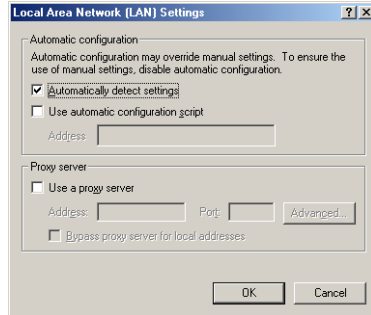 Local Area Network (LAN) Settings
Automatic configuration
Automatic configuration may override manual settings. To ensure the
use of manual settings, disable automatic configuration.
Automatically detect settings
Use automatic configuration script
Address
Proxy server
Use a proxy server
Address: Port: Advanced...
Bypass proxy server for local addresses
OK Cancel